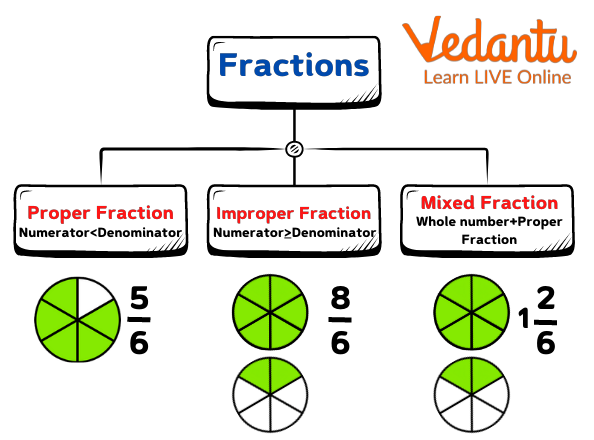 Vedantu
Learn LIVE Online
Fractions
Proper Fraction
Numerator<Denominator
Improper Fraction
Numerator≥Denominator
Mixed Fraction
Whole number+Proper
Fraction
5/6
8/6
1 2/6